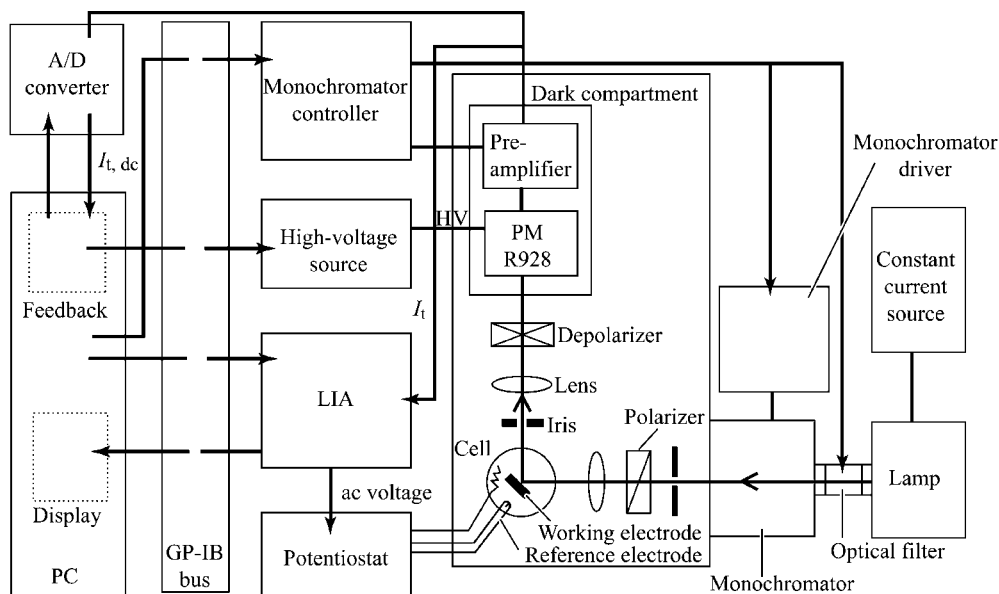 A/D
converter
I t, dc
Feedback
Display
PC
GP-IB
bus
Monochromator
controller
High-voltage
source
HV
I t
LIA
ac voltage
Potentiostat
Dark compartment
Pre-
amplifier
PM
R928
Depolarizer
Lens
Iris
Polarizer
Cell
Working electrode
Reference electrode
Monochromator
driver
Constant
current
source
Lamp
Optical filter
Monochromator